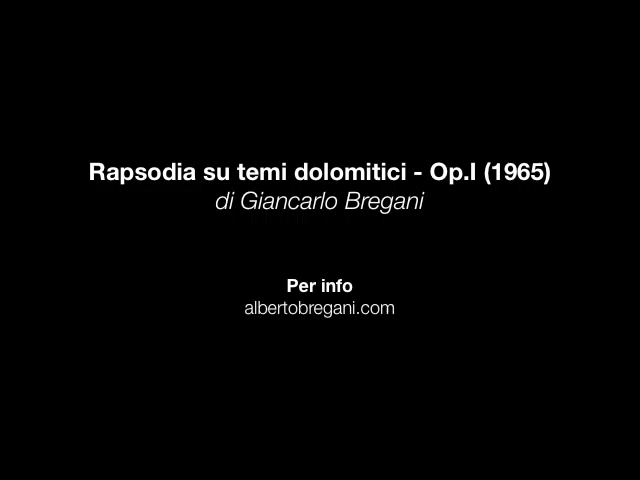 Rapsodia su temi dolomitici - Op.I (1965)
di Giancarlo Bregani
Per info
albertobregani.com